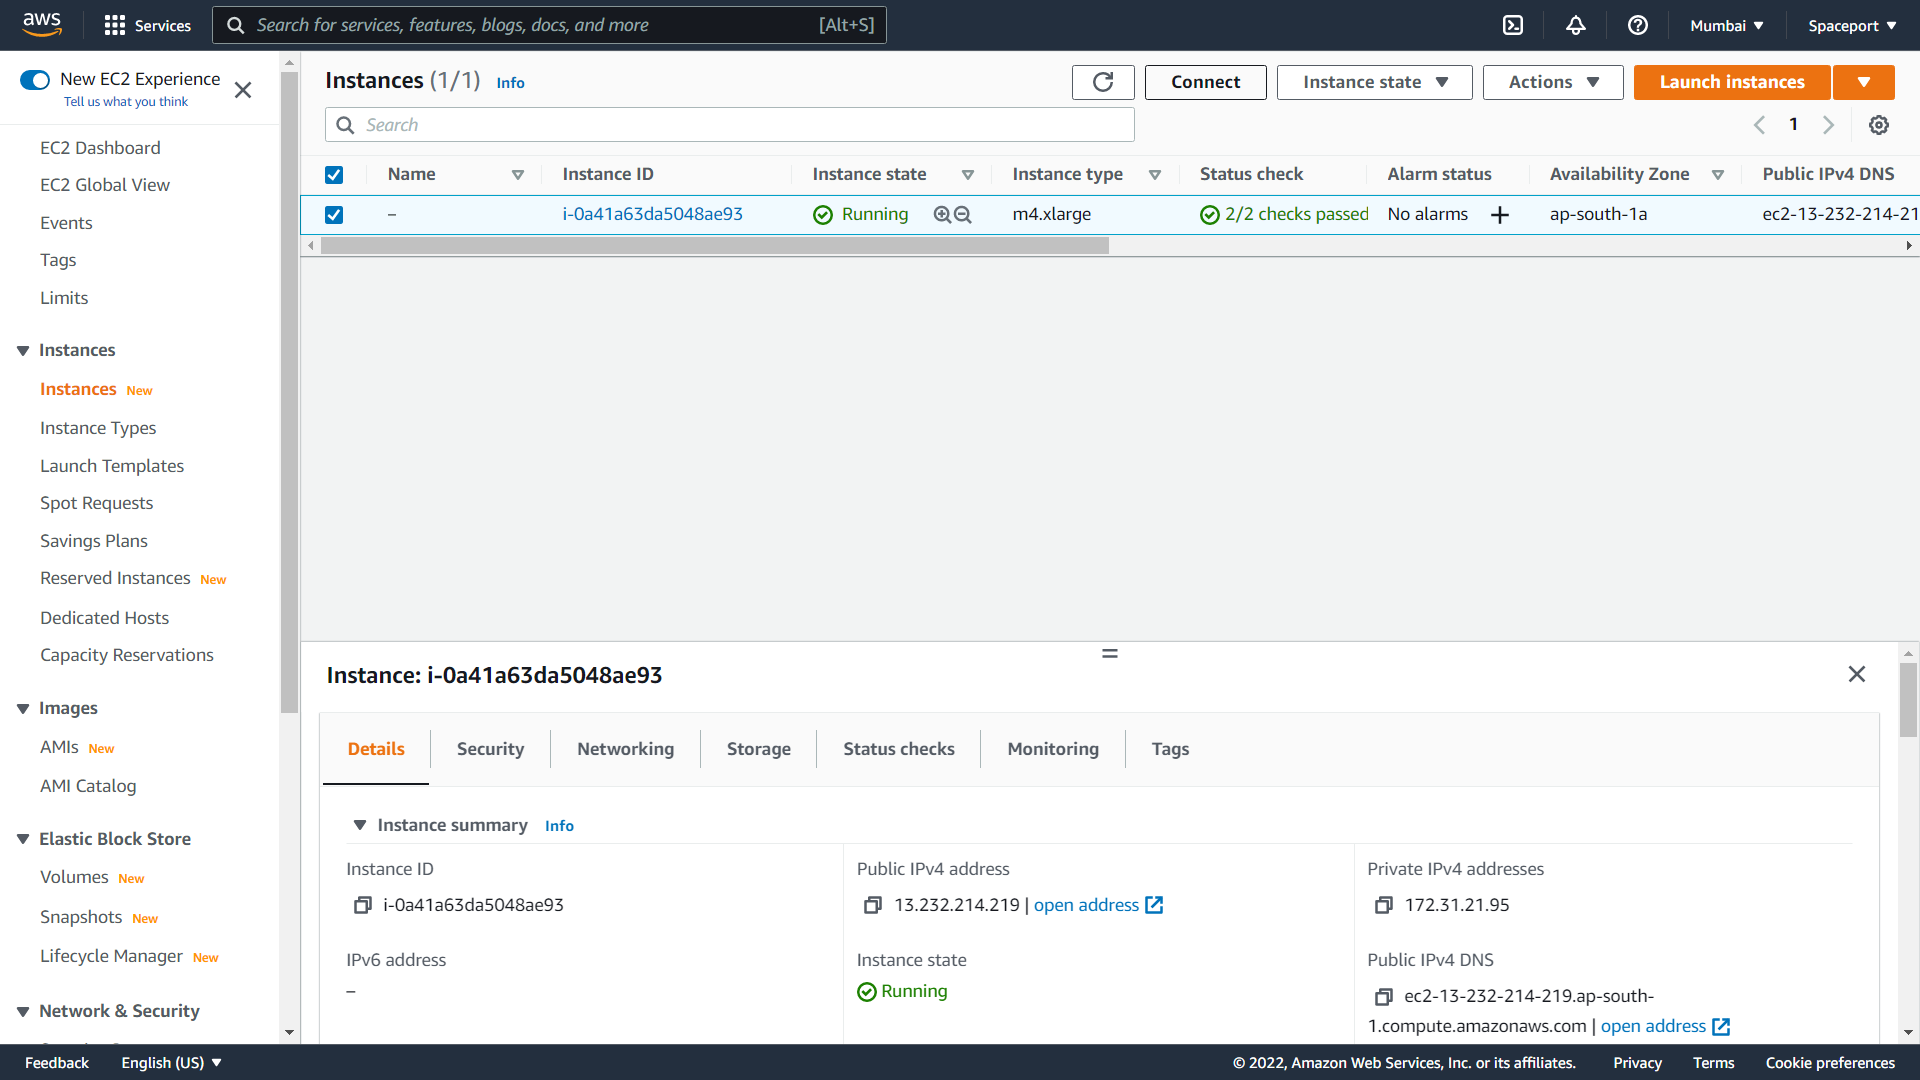 aws
Services
Search for services, features, blogs, docs, and more
[Alt+S]
Mumbai
Spaceport
New EC2 Experience
Tell us what you think
EC2 Dashboard
EC2 Global View
Events
Tags
Limits
Instances
Instances New
Instance Types
Launch Templates
Spot Requests
Savings Plans
Reserved Instances New
Dedicated Hosts
Capacity Reservations
Images
AMIs New
AMI Catalog
Elastic Block Store
Volumes New
Snapshots New
Lifecycle Manager New
Network & Security
Instances (1/1) Info
Connect
Instance state
Actions
Launch instances
Search
1
Name Instance ID Instance state Instance type Status check Alarm status Availability Zone Public IPv4 DNS
– i-0a41a63da5048ae93 Running m4.xlarge 2/2 checks passed No alarms + ap-south-1a ec2-13-232-214-21
Instance: i-0a41a63da5048ae93
Details Security Networking Storage Status checks Monitoring Tags
Instance summary Info
Instance ID
i-0a41a63da5048ae93
Public IPv4 address
13.232.214.219 | open address
Private IPv4 addresses
172.31.21.95
IPv6 address
–
Instance state
Running
Public IPv4 DNS
ec2-13-232-214-219.ap-south-
1.compute.amazonaws.com | open address
Feedback English (US)
© 2022, Amazon Web Services, Inc. or its affiliates. Privacy Terms Cookie preferences